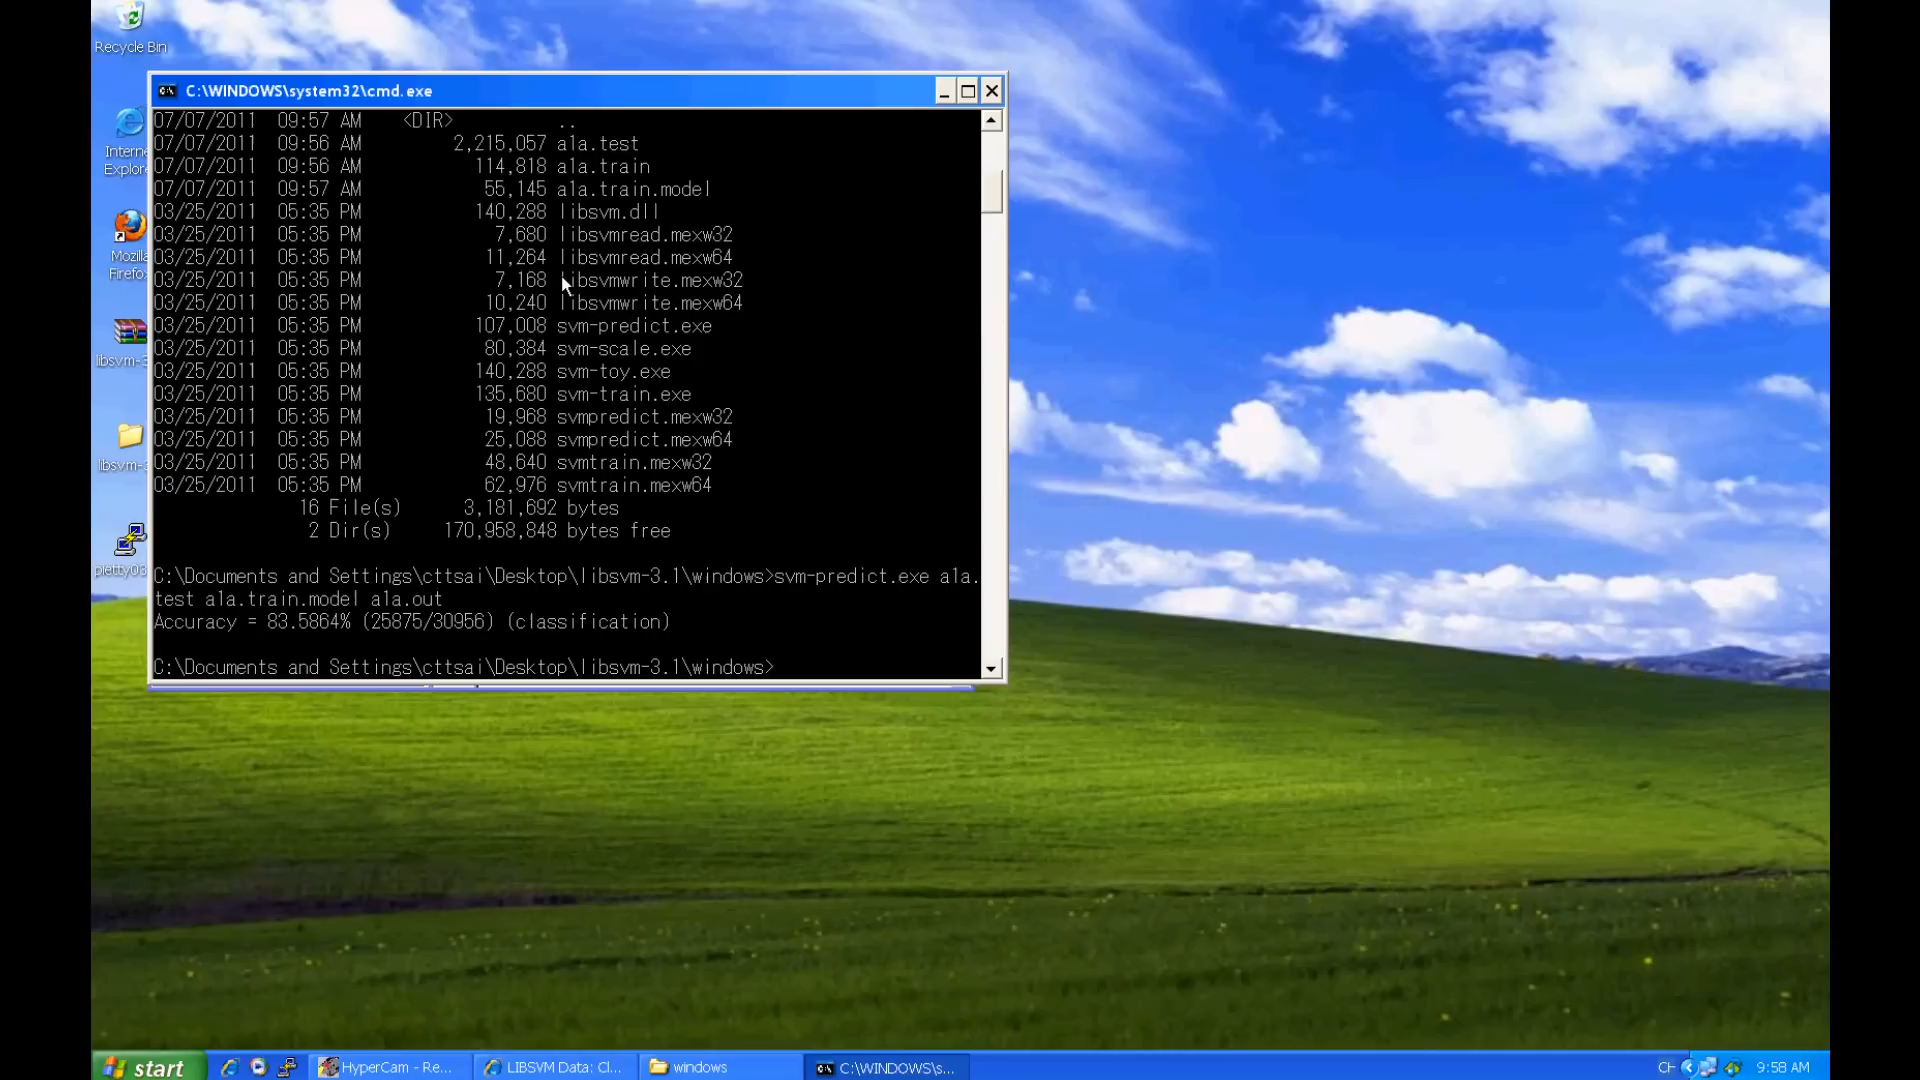 Recycle Bin
Interne
Explore
Mozilla
Firefox
libsvm-3
libsvm-3
C:\WINDOWS\system32\cmd.exe
07/07/2011 09:57 AM <DIR> ..
07/07/2011 09:56 AM 2,215,057 a1a.test
07/07/2011 09:56 AM 114,818 a1a.train
07/07/2011 09:57 AM 55,145 a1a.train.model
03/25/2011 05:35 PM 140,288 libsvm.dll
03/25/2011 05:35 PM 7,680 libsvmread.mexw32
03/25/2011 05:35 PM 11,264 libsvmread.mexw64
03/25/2011 05:35 PM 7,168 libsvmwrite.mexw32
03/25/2011 05:35 PM 10,240 libsvmwrite.mexw64
03/25/2011 05:35 PM 107,008 svm-predict.exe
03/25/2011 05:35 PM 80,384 svm-scale.exe
03/25/2011 05:35 PM 140,288 svm-toy.exe
03/25/2011 05:35 PM 135,680 svm-train.exe
03/25/2011 05:35 PM 19,968 svmpredict.mexw32
03/25/2011 05:35 PM 25,088 svmpredict.mexw64
03/25/2011 05:35 PM 48,640 svmtrain.mexw32
03/25/2011 05:35 PM 62,976 svmtrain.mexw64
16 File(s) 3,181,692 bytes
2 Dir(s) 170,958,848 bytes free
C:\Documents and Settings\cttsai\Desktop\libsvm-3.1\windows>svm-predict.exe a1a.
test a1a.train.model a1a.out
Accuracy = 83.5864% (25875/30956) (classification)
C:\Documents and Settings\cttsai\Desktop\libsvm-3.1\windows>
start
HyperCam - Re...
LIBSVM Data: Cl...
windows
C:\WINDOWS\s...
CH
9:58 AM